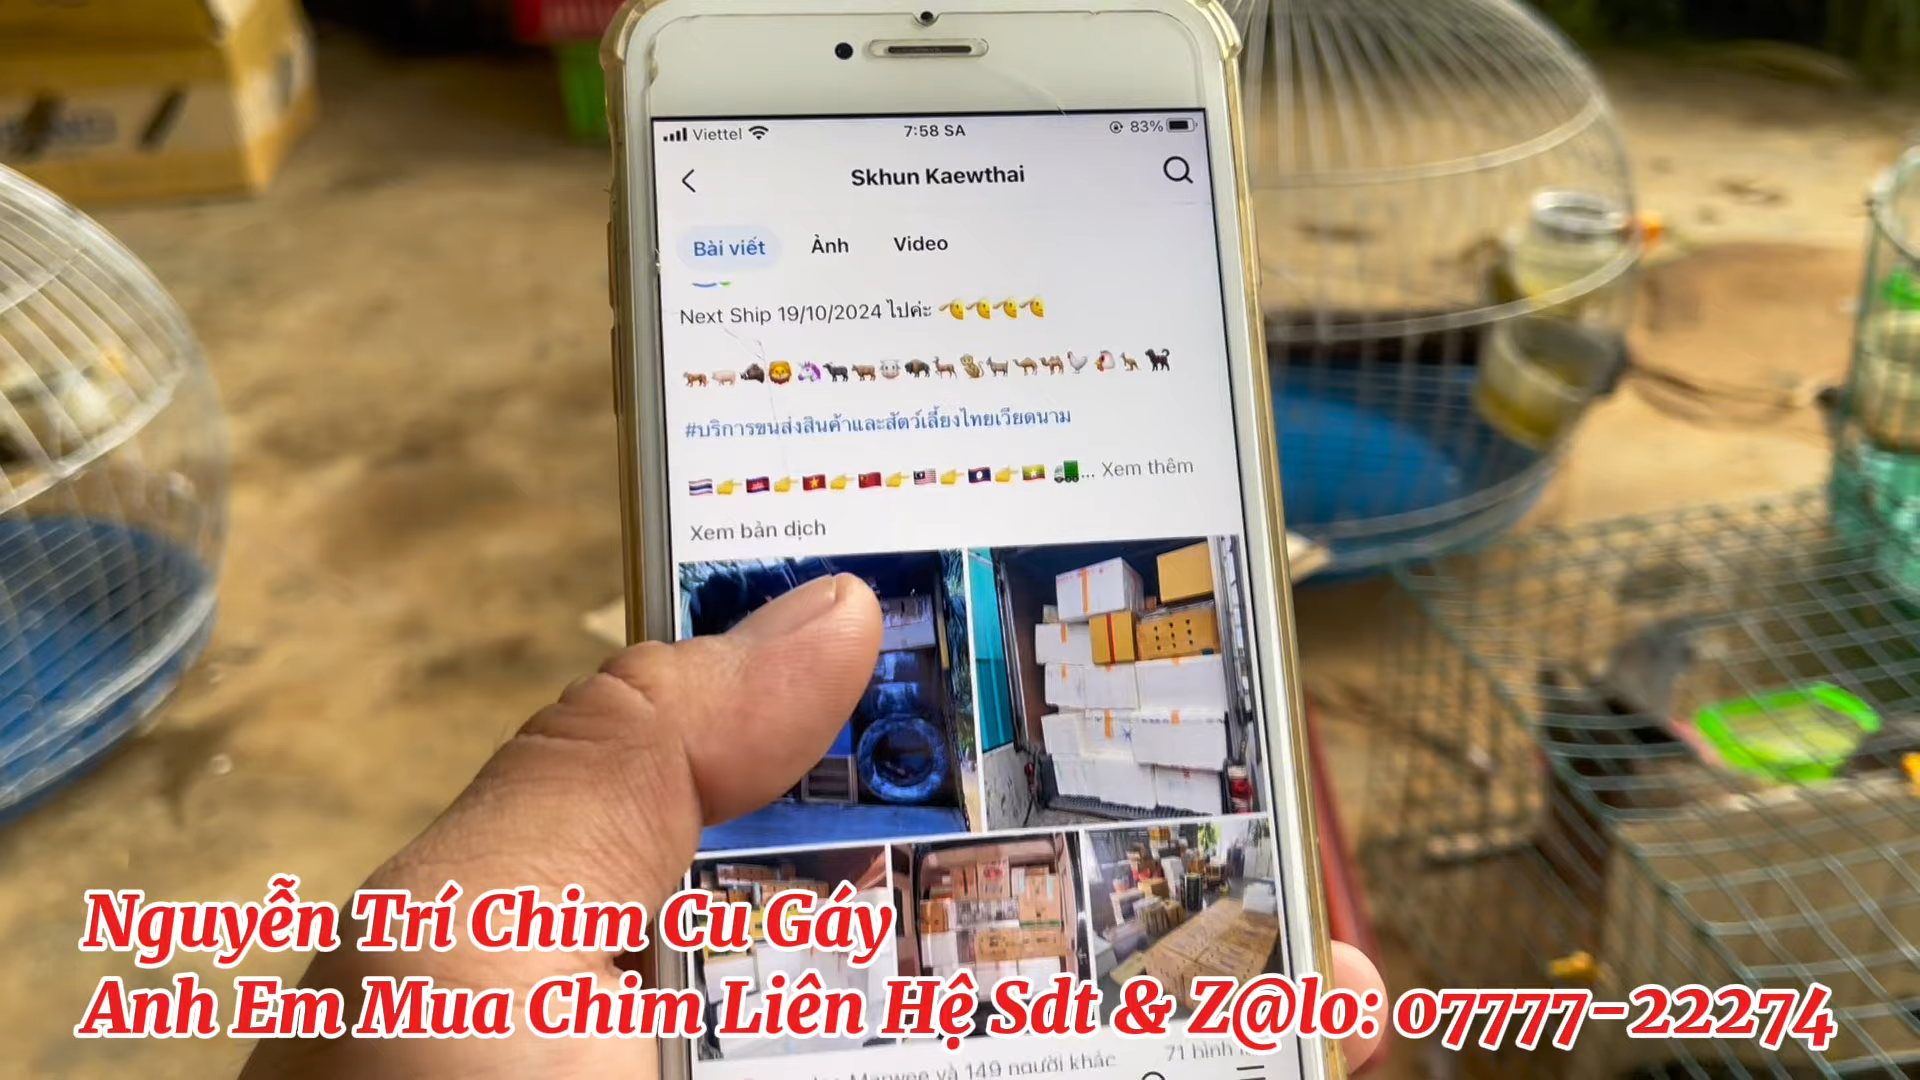 Viettel 7:58 SA 83%
Skhun Kaewthai
Bài viết Ảnh Video
Next Ship 19/10/2024 ไปค่ะ
#บริการขนส่งสินค้าและสัตว์เลี้ยงไทยเวียดนาม
... Xem thêm
Xem bản dịch
Nguyễn Trí Chim Cu Gáy
Anh Em Mua Chim Liên Hệ Sdt & Z@lo: 07777-22274
và 149 người khác
71 hình